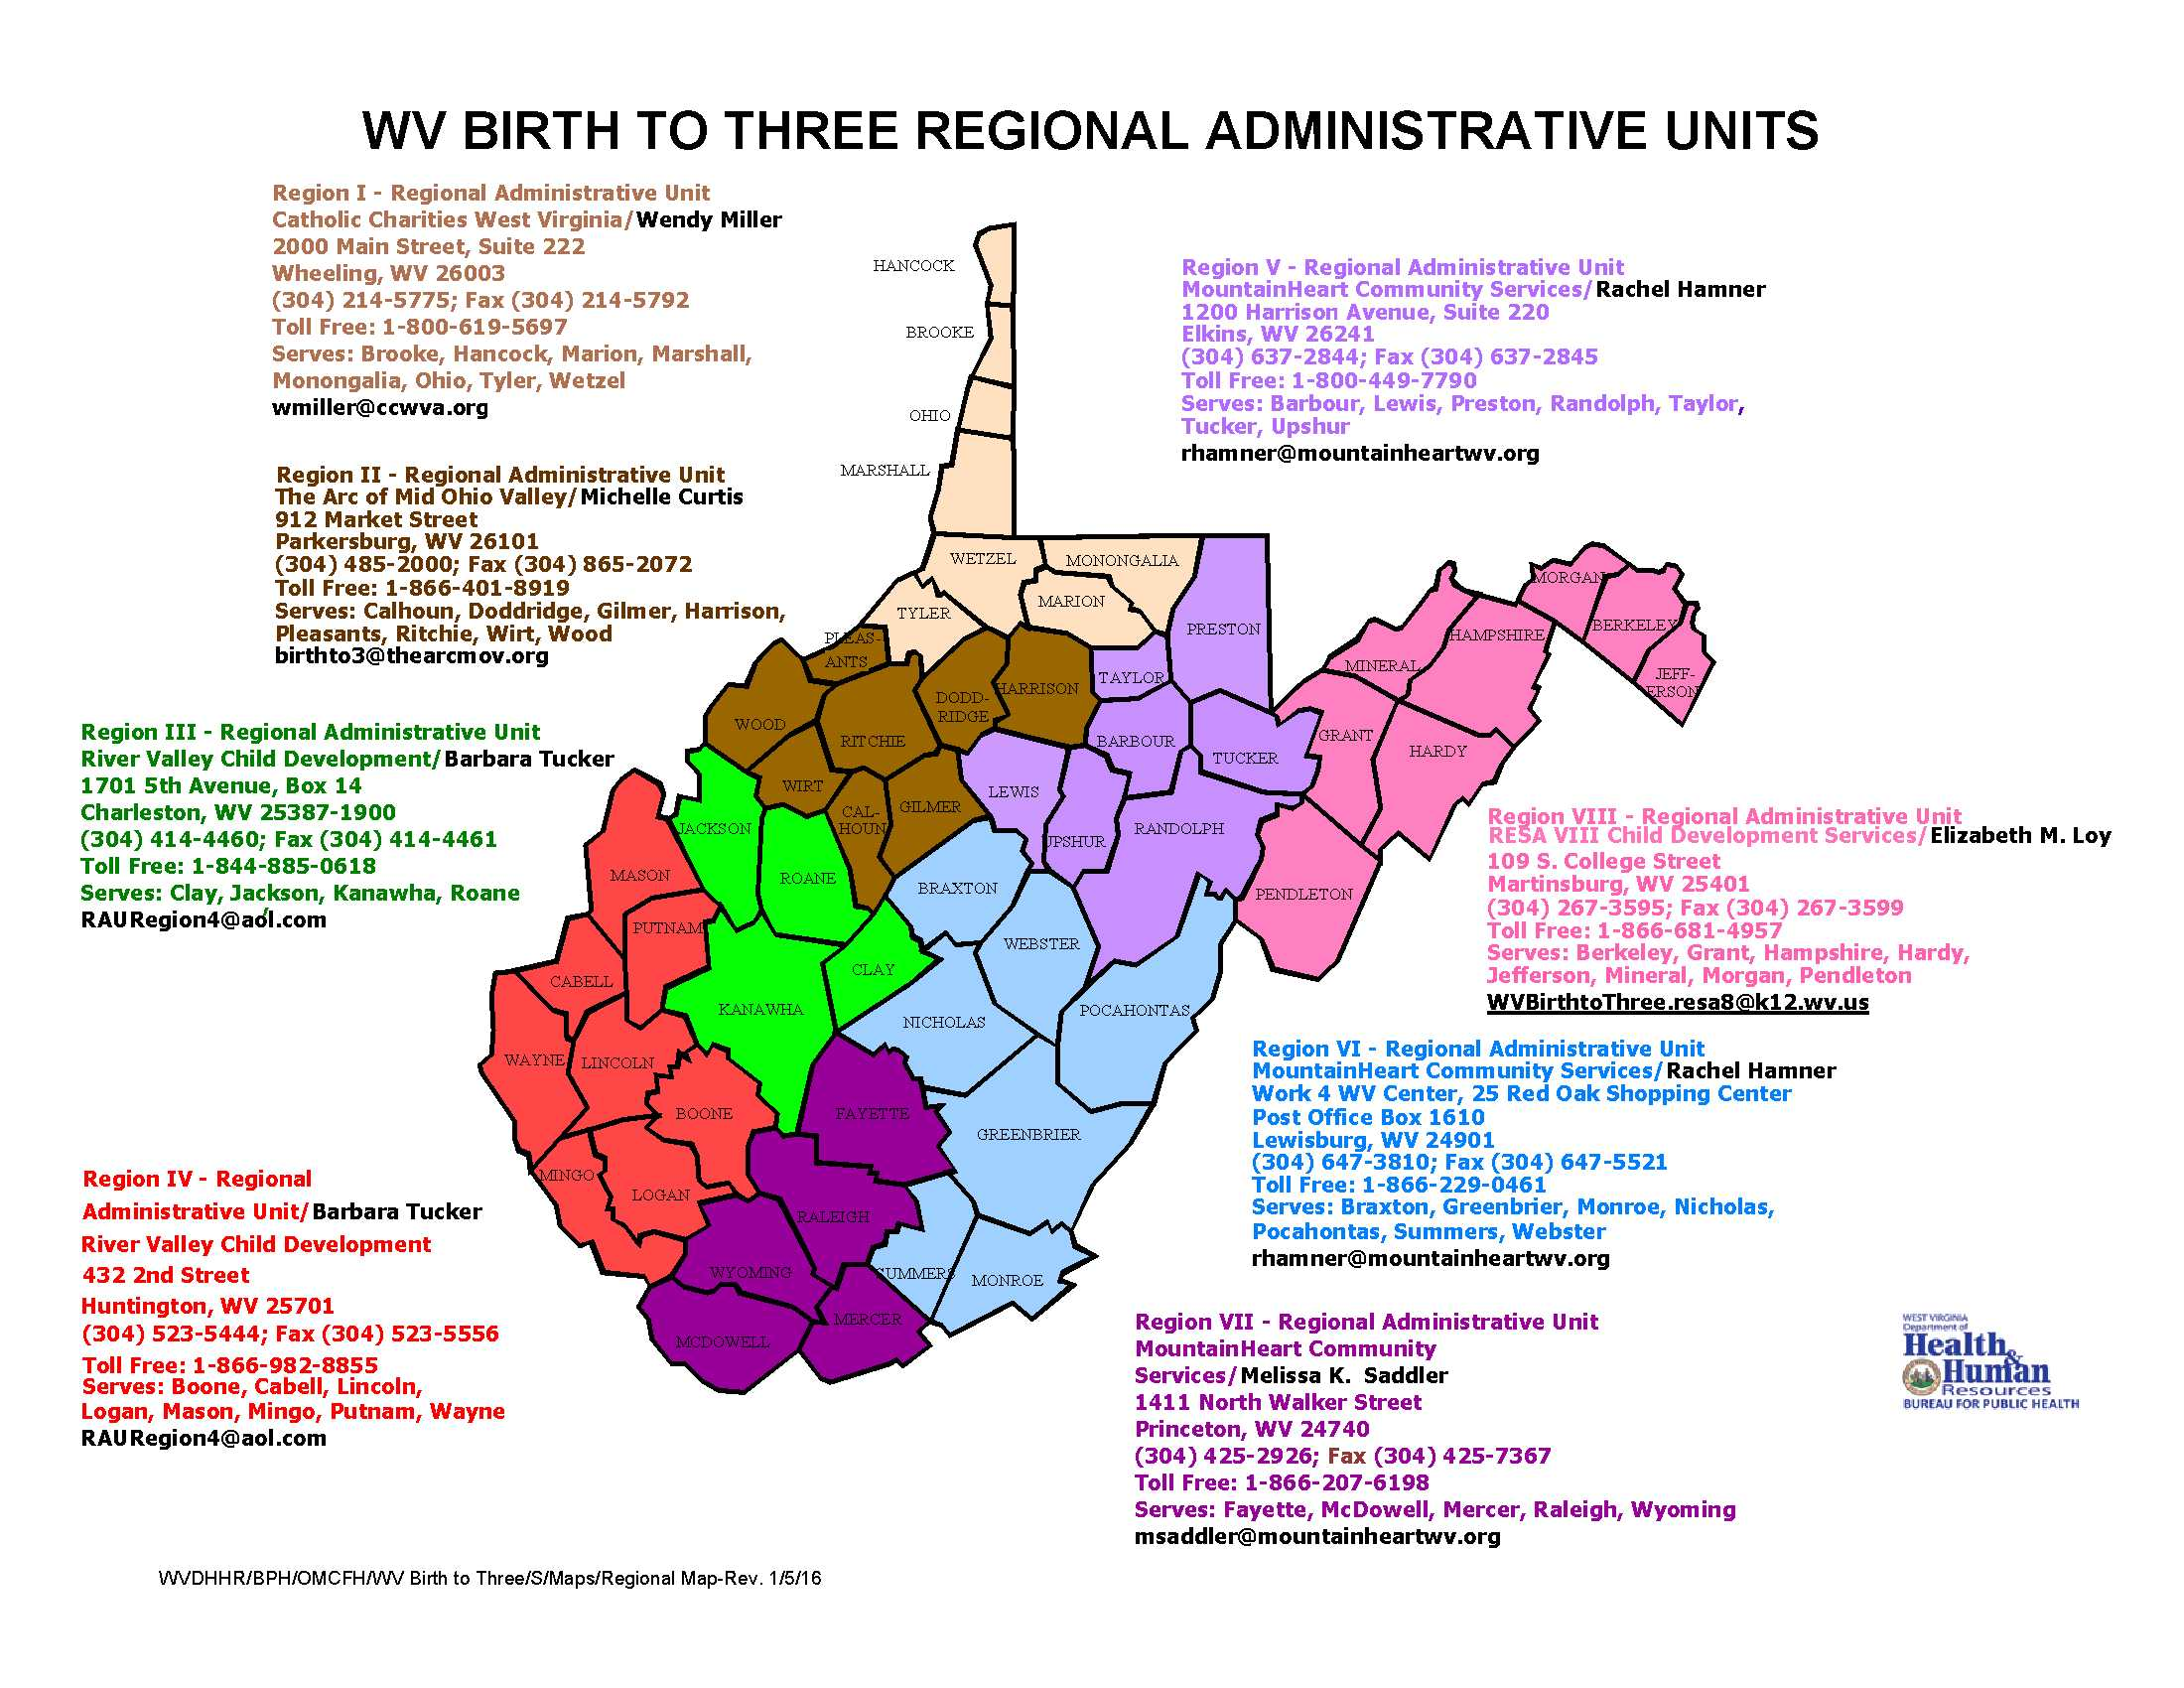 WV BIRTH TO THREE REGIONAL ADMINISTRATIVE UNITS
Region I - Regional Administrative Unit
Catholic Charities West Virginia/Wendy Miller
2000 Main Street, Suite 222
Wheeling, WV 26003
(304) 214-5775; Fax (304) 214-5792
Toll Free: 1-800-619-5697
Serves: Brooke, Hancock, Marion, Marshall,
Monongalia, Ohio, Tyler, Wetzel
wmiller@ccwva.org
Region II - Regional Administrative Unit
The Arc of Mid Ohio Valley/Michelle Curtis
912 Market Street
Parkersburg, WV 26101
(304) 485-2000; Fax (304) 865-2072
Toll Free: 1-866-401-8919
Serves: Calhoun, Doddridge, Gilmer, Harrison,
Pleasants, Ritchie, Wirt, Wood
birthto3@thearcmov.org
Region III - Regional Administrative Unit
River Valley Child Development/Barbara Tucker
1701 5th Avenue, Box 14
Charleston, WV 25387-1900
(304) 414-4460; Fax (304) 414-4461
Toll Free: 1-844-885-0618
Serves: Clay, Jackson, Kanawha, Roane
RAURegion4@aol.com
Region IV - Regional
Administrative Unit/Barbara Tucker
River Valley Child Development
432 2nd Street
Huntington, WV 25701
(304) 523-5444; Fax (304) 523-5556
Toll Free: 1-866-982-8855
Serves: Boone, Cabell, Lincoln,
Logan, Mason, Mingo, Putnam, Wayne
RAURegion4@aol.com
Region V - Regional Administrative Unit
MountainHeart Community Services/Rachel Hamner
1200 Harrison Avenue, Suite 220
Elkins, WV 26241
(304) 637-2844; Fax (304) 637-2845
Toll Free: 1-800-449-7790
Serves: Barbour, Lewis, Preston, Randolph, Taylor,
Tucker, Upshur
rhamner@mountainheartwv.org
Region VIII - Regional Administrative Unit
RESA VIII Child Development Services/Elizabeth M. Loy
109 S. College Street
Martinsburg, WV 25401
(304) 267-3595; Fax (304) 267-3599
Toll Free: 1-866-681-4957
Serves: Berkeley, Grant, Hampshire, Hardy,
Jefferson, Mineral, Morgan, Pendleton
WVBirthtoThree.resa8@k12.wv.us
Region VI - Regional Administrative Unit
MountainHeart Community Services/Rachel Hamner
Work 4 WV Center, 25 Red Oak Shopping Center
Post Office Box 1610
Lewisburg, WV 24901
(304) 647-3810; Fax (304) 647-5521
Toll Free: 1-866-229-0461
Serves: Braxton, Greenbrier, Monroe, Nicholas,
Pocahontas, Summers, Webster
rhamner@mountainheartwv.org
Region VII - Regional Administrative Unit
MountainHeart Community
Services/Melissa K. Saddler
1411 North Walker Street
Princeton, WV 24740
(304) 425-2926; Fax (304) 425-7367
Toll Free: 1-866-207-6198
Serves: Fayette, McDowell, Mercer, Raleigh, Wyoming
msaddler@mountainheartwv.org
HANCOCK
BROOKE
OHIO
MARSHALL
WETZEL
MONONGALIA
MARION
TYLER
PRESTON
PLEAS-
ANTS
TAYLOR
HARRISON
DODD-
RIDGE
WOOD
RITCHIE
BARBOUR
TUCKER
WIRT
CAL-
HOUN
GILMER
LEWIS
UPSHUR
RANDOLPH
MORGAN
BERKELEY
JEFF-
ERSON
HAMPSHIRE
MINERAL
GRANT
HARDY
PENDLETON
JACKSON
ROANE
MASON
PUTNAM
BRAXTON
WEBSTER
CLAY
CABELL
KANAWHA
NICHOLAS
POCAHONTAS
WAYNE
LINCOLN
BOONE
FAYETTE
GREENBRIER
MINGO
LOGAN
RALEIGH
WYOMING
SUMMERS
MONROE
MCDOWELL
MERCER
WEST VIRGINIA
Department of
Health &
Human
Resources
BUREAU FOR PUBLIC HEALTH
WVDHHR/BPH/OMCFH/WV Birth to Three/S/Maps/Regional Map-Rev. 1/5/16